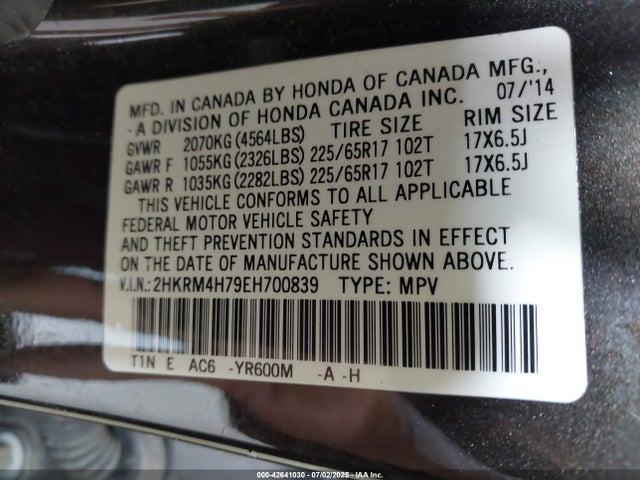 MFD. IN CANADA BY HONDA OF CANADA MFG.,
A DIVISION OF HONDA CANADA INC. 07/'14
GVWR 2070KG(4564LBS) TIRE SIZE RIM SIZE
GAWR F 1055KG(2326LBS) 225/65R17 102T 17X6.5J
GAWR R 1035KG(2282LBS) 225/65R17 102T 17X6.5J
THIS VEHICLE CONFORMS TO ALL APPLICABLE
FEDERAL MOTOR VEHICLE SAFETY
AND THEFT PREVENTION STANDARDS IN EFFECT
ON THE DATE OF MANUFACTURE SHOWN ABOVE.
V.I.N.:2HKRM4H79EH700839 TYPE: MPV
T1N E AC6 -YR600M -A -H
000-42641030 - 07/02/2025 - IAA Inc.